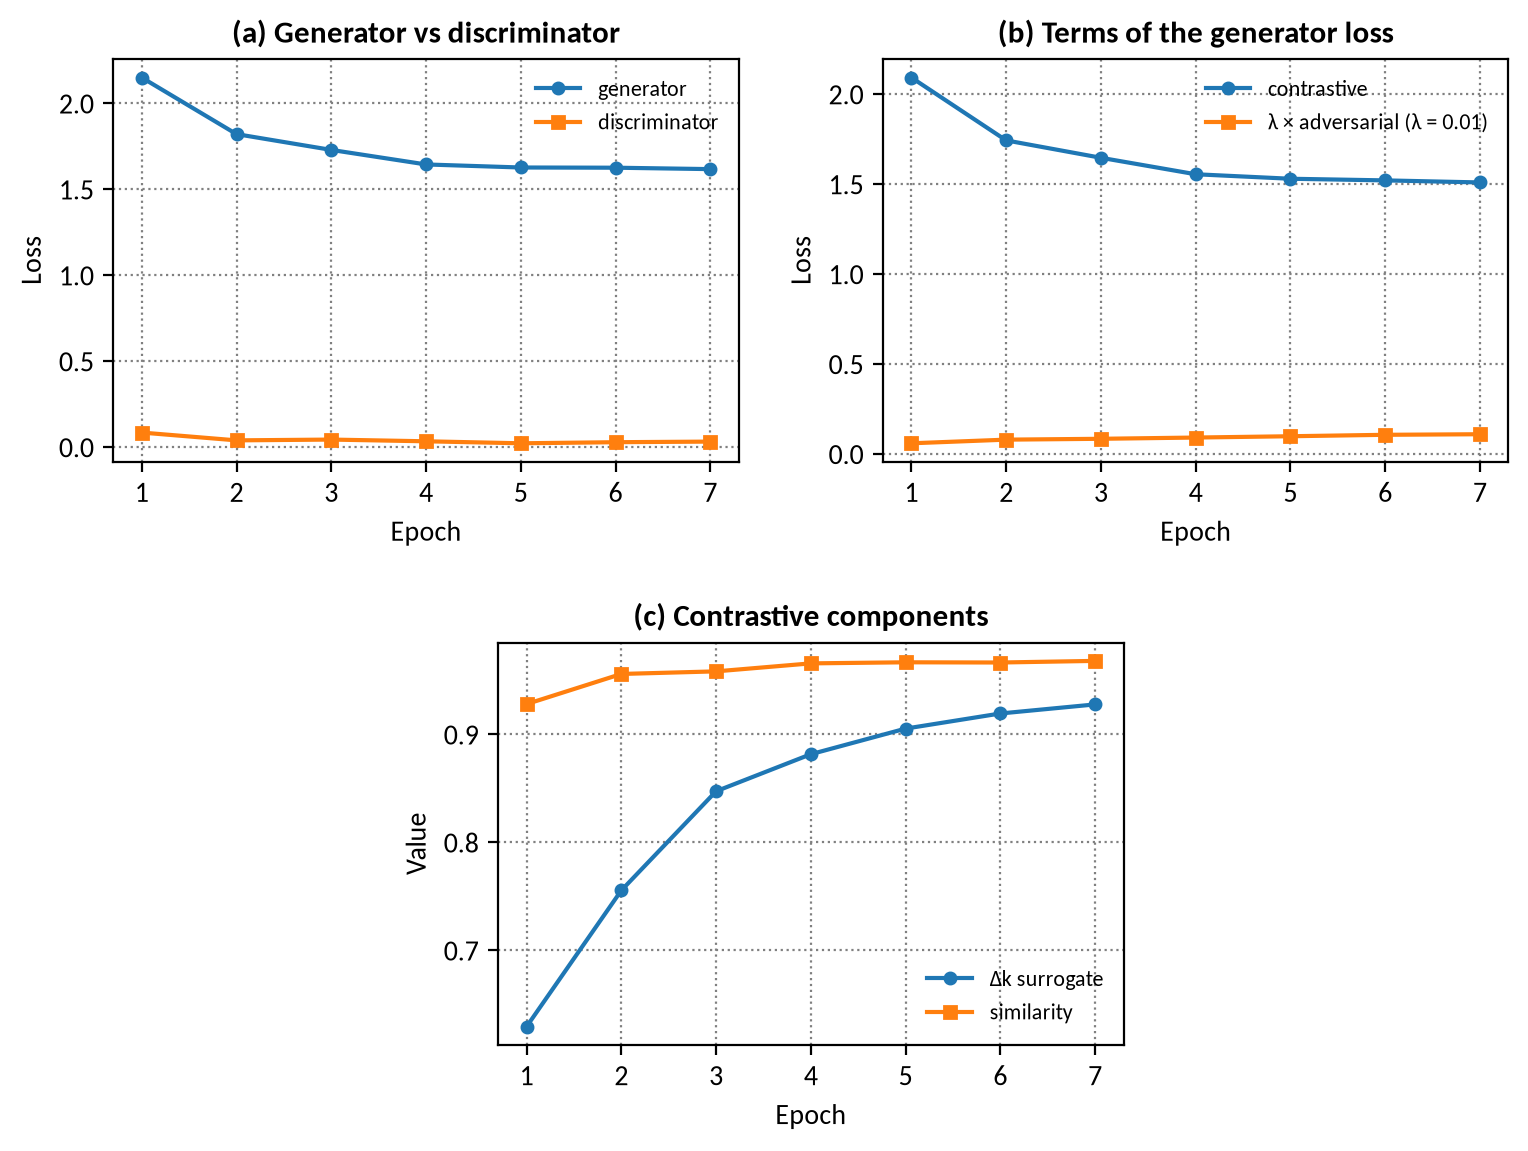 (a) Generator vs discriminator
generator
discriminator
Loss
2.0
1.5
1.0
0.5
0.0
1 2 3 4 5 6 7
Epoch
(b) Terms of the generator loss
contrastive
λ × adversarial (λ = 0.01)
Loss
2.0
1.5
1.0
0.5
0.0
1 2 3 4 5 6 7
Epoch
(c) Contrastive components
Value
0.9
0.8
0.7
Δk surrogate
similarity
1 2 3 4 5 6 7
Epoch